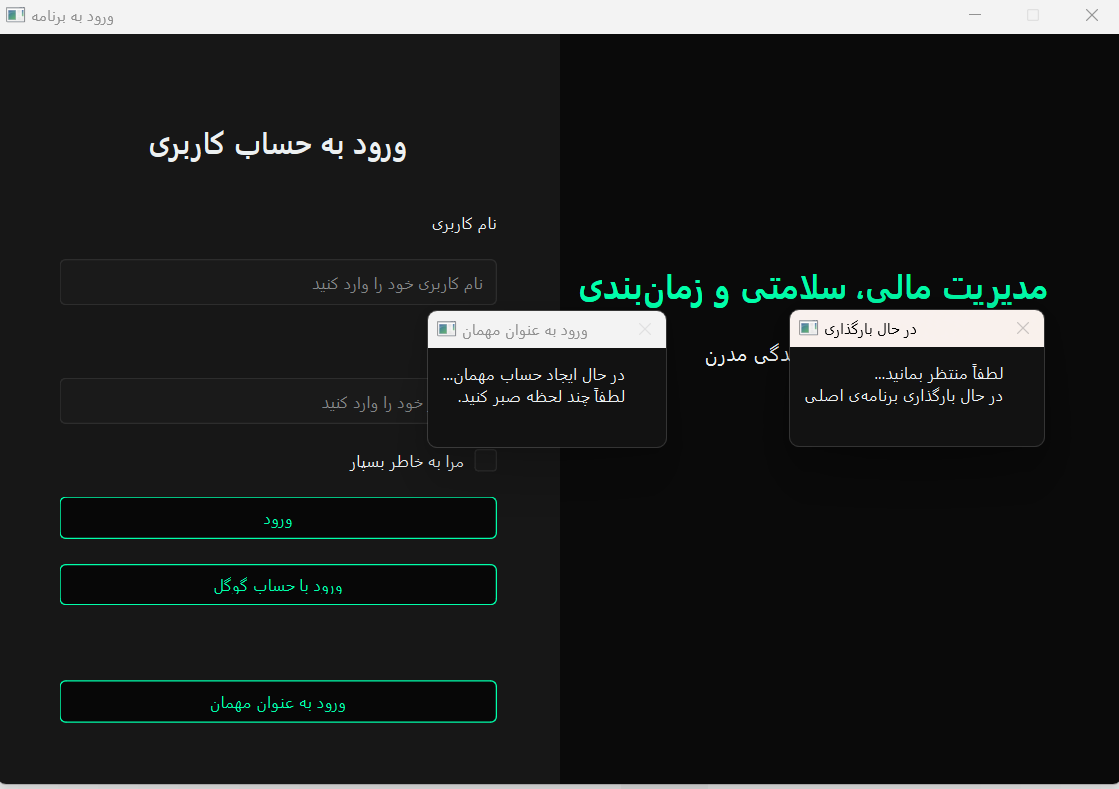 ورود به برنامه
ورود به حساب کاربری
نام کاربری
نام کاربری خود را وارد کنید
خود را وارد کنید
مرا به خاطر بسپار
ورود
ورود با حساب گوگل
ورود به عنوان مهمان
مدیریت مالی، سلامتی و زمان‌بندی
مدرن
ورود به عنوان مهمان
در حال ایجاد حساب مهمان...
لطفاً چند لحظه صبر کنید.
در حال بارگذاری
لطفاً منتظر بمانید...
در حال بارگذاری برنامه‌ی اصلی